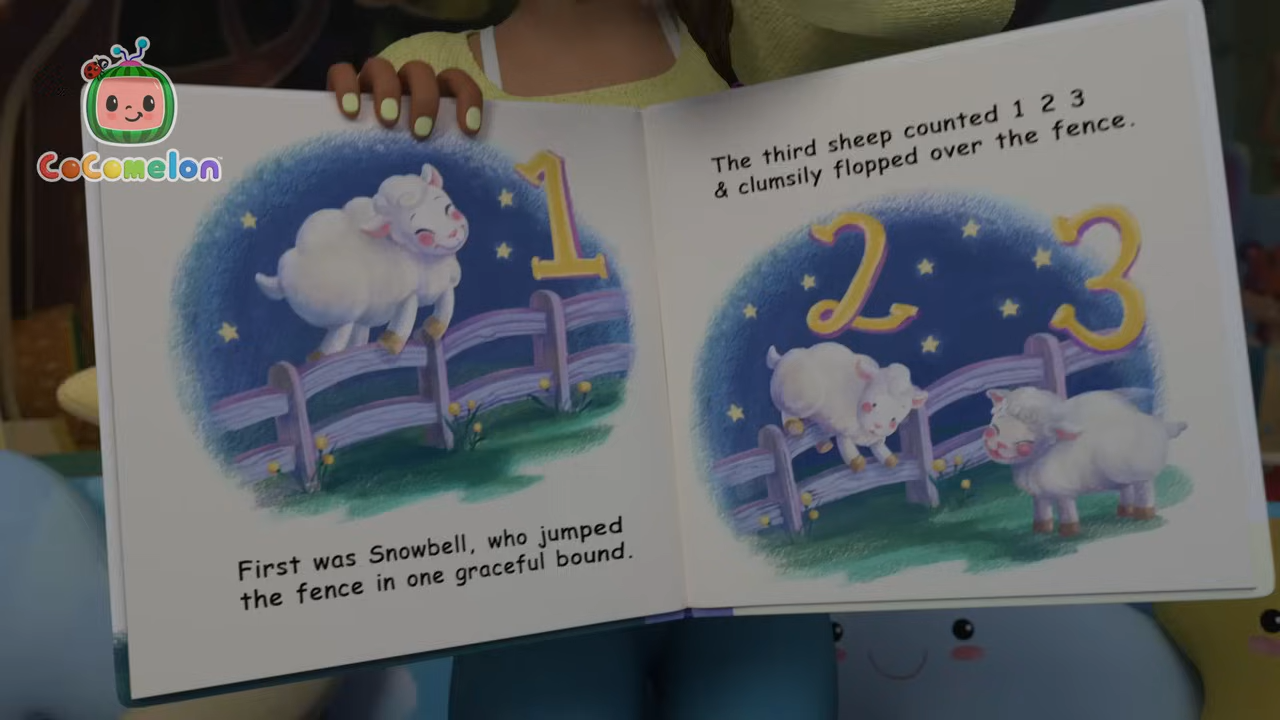 CoComelon
1
First was Snowbell, who jumped
the fence in one graceful bound.
The third sheep counted 1 2 3
& clumsily flopped over the fence.
2 3